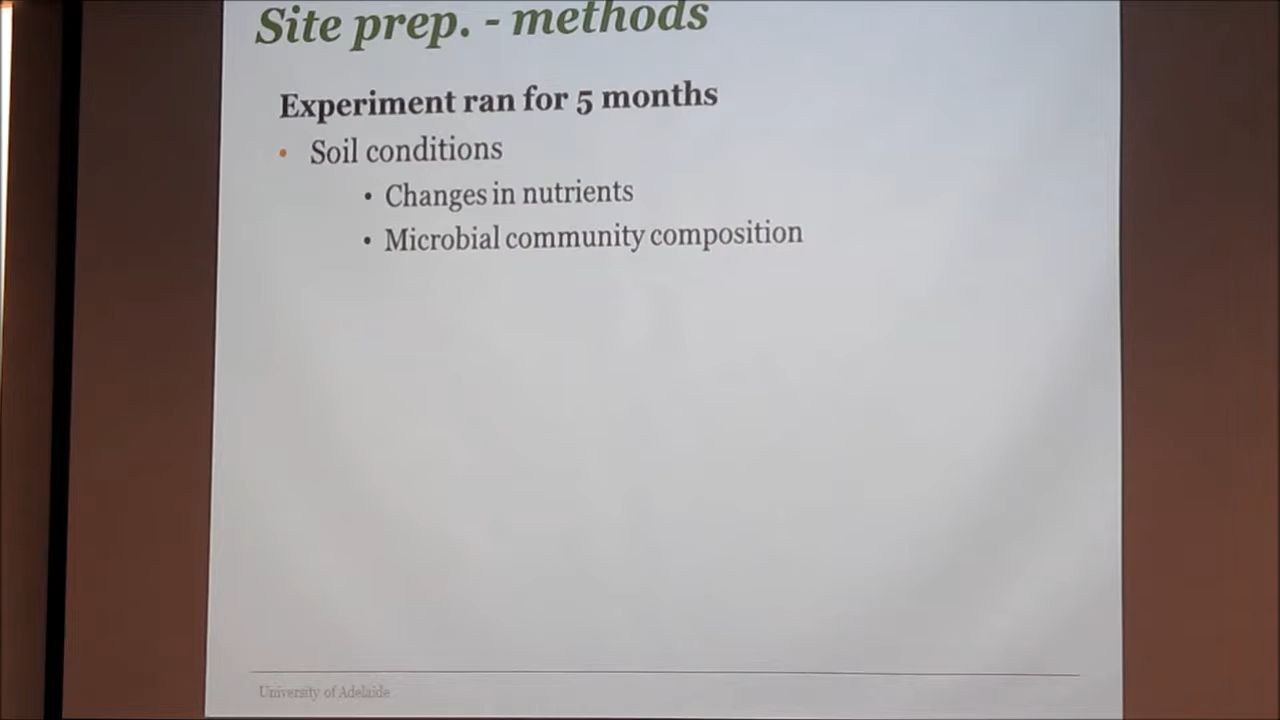 Site prep. - methods
Experiment ran for 5 months
• Soil conditions
• Changes in nutrients
• Microbial community composition
University of Adelaide